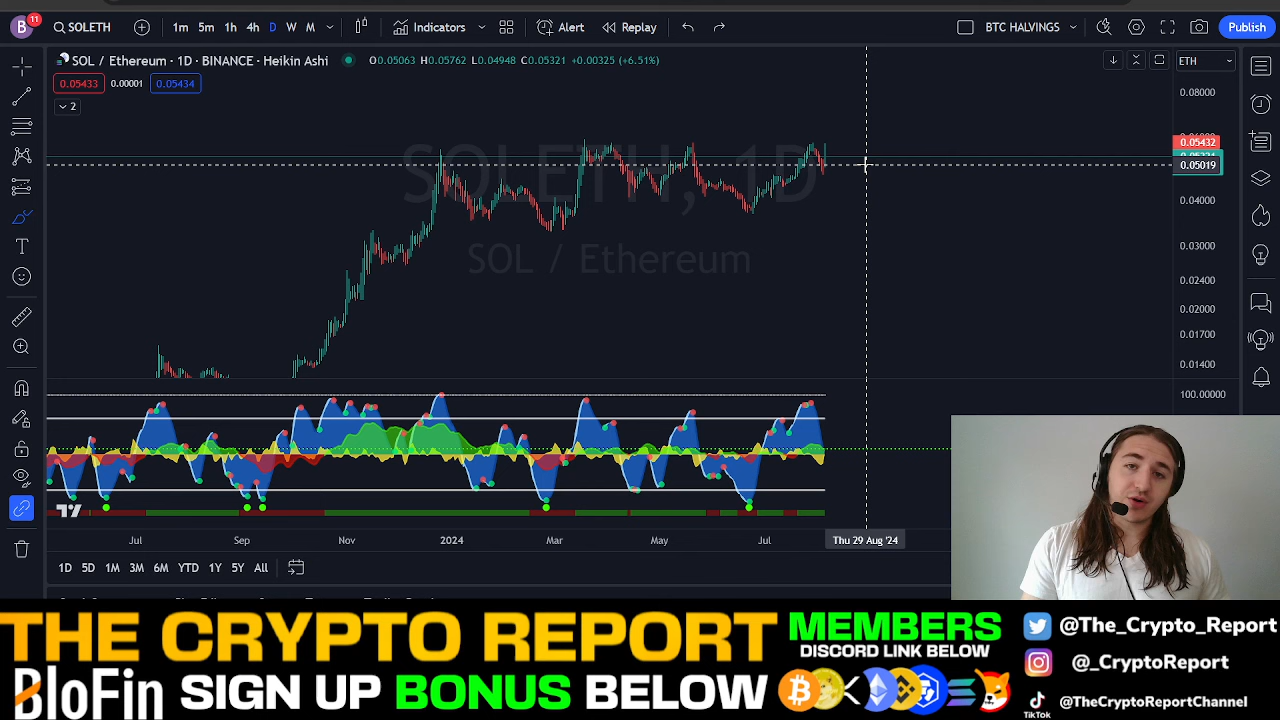 B
11
SOLETH
1m 5m 1h 4h D W M
Indicators
Alert
Replay
BTC HALVINGS
Publish
SOL / Ethereum · 1D · BINANCE · Heikin Ashi
O0.05063 H0.05762 L0.04948 C0.05321 +0.00325 (+6.51%)
ETH
0.05433 0.00001 0.05434
2
0.08000
0.05432
0.05019
0.04000
0.03000
0.02400
0.02000
0.01700
0.01400
100.00000
SOLETH, 1D
SOL / Ethereum
Jul Sep Nov 2024 Mar May Jul Thu 29 Aug '24
1D 5D 1M 3M 6M YTD 1Y 5Y All
THE CRYPTO REPORT
MEMBERS
DISCORD LINK BELOW
BloFin SIGN UP BONUS BELOW
@The_Crypto_Report
@_CryptoReport
TikTok
@TheCryptoReportChannel